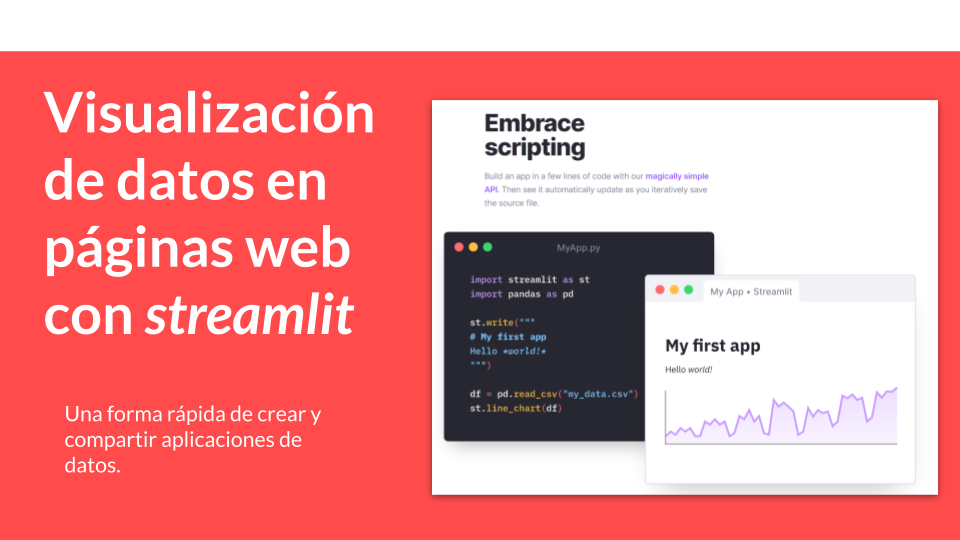 Visualización
de datos en
páginas web
con streamlit
Una forma rápida de crear y
compartir aplicaciones de
datos.
Embrace
scripting
Build an app in a few lines of code with our magically simple
API. Then see it automatically update as you iteratively save
the source file.
MyApp.py
import streamlit as st
import pandas as pd
st.write("""
# My first app
Hello *world!*
""")
df = pd.read_csv("my_data.csv")
st.line_chart(df)
My App • Streamlit
My first app
Hello world!